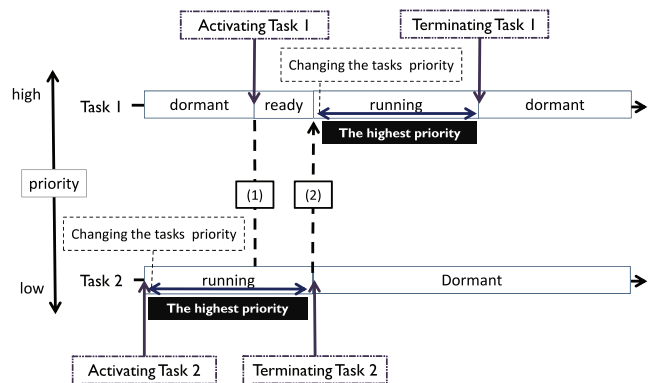 Activating Task 1
Terminating Task 1
Changing the tasks priority
high
Task 1
dormant
ready
running
dormant
The highest priority
priority
(1)
(2)
Changing the tasks priority
low
Task 2
running
Dormant
The highest priority
Activating Task 2
Terminating Task 2